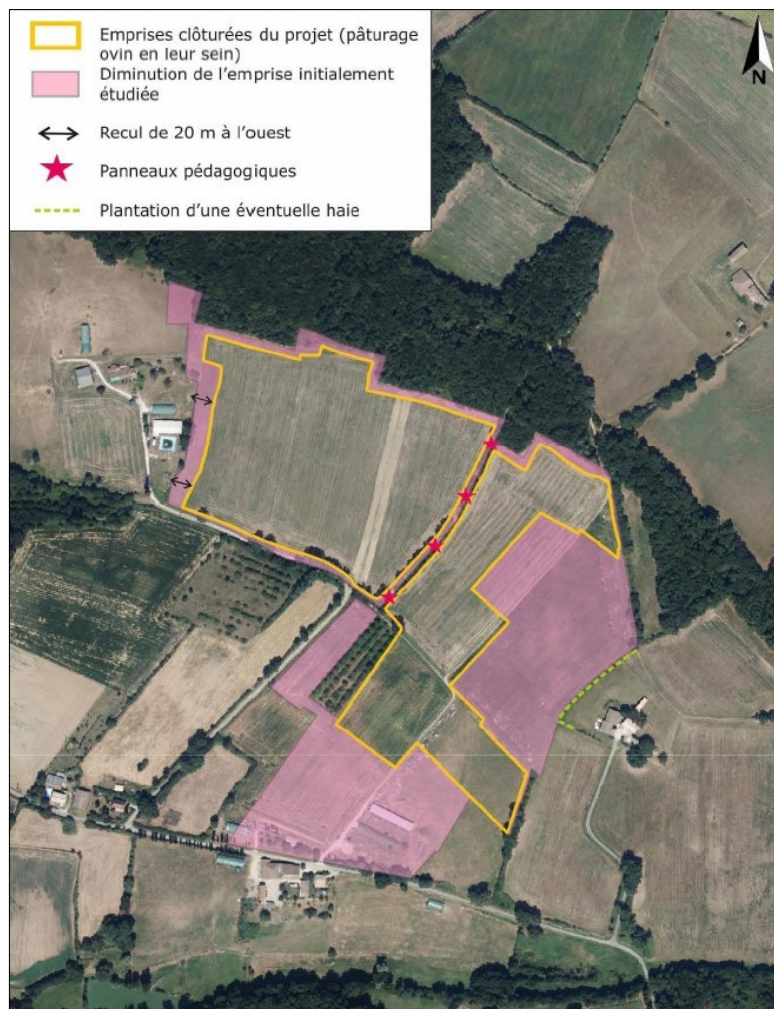 Emprises clôturées du projet (pâturage
ovin en leur sein)
Diminution de l'emprise initialement
étudiée
Recul de 20 m à l'ouest
Panneaux pédagogiques
Plantation d'une éventuelle haie
N